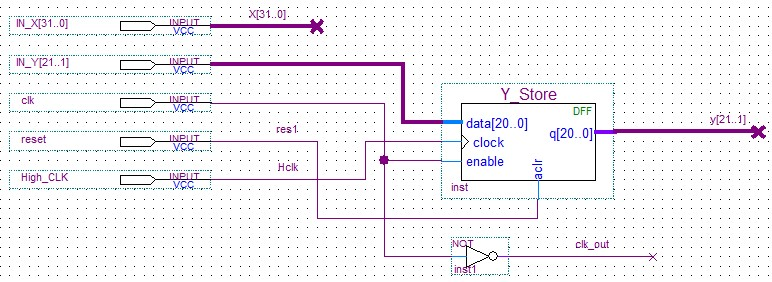 X[31..0]
IN_X[31..0] INPUT
VCC
IN_Y[21..1] INPUT
VCC
Y_Store
clk INPUT
VCC
DFF
data[20..0]
q[20..0]
y[21..1]
res1
reset INPUT
VCC
clock
enable
Hclk
High_CLK INPUT
VCC
aclr
inst
NOT
clk_out
inst1